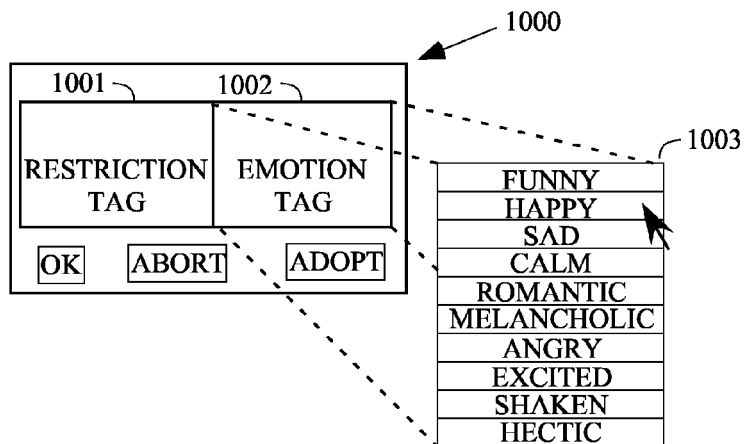 1000
1001
1002
RESTRICTION
TAG
EMOTION
TAG
OK
ABORT
ADOPT
1003
FUNNY
HAPPY
SAD
CALM
ROMANTIC
MELANCHOLIC
ANGRY
EXCITED
SHAKEN
HECTIC